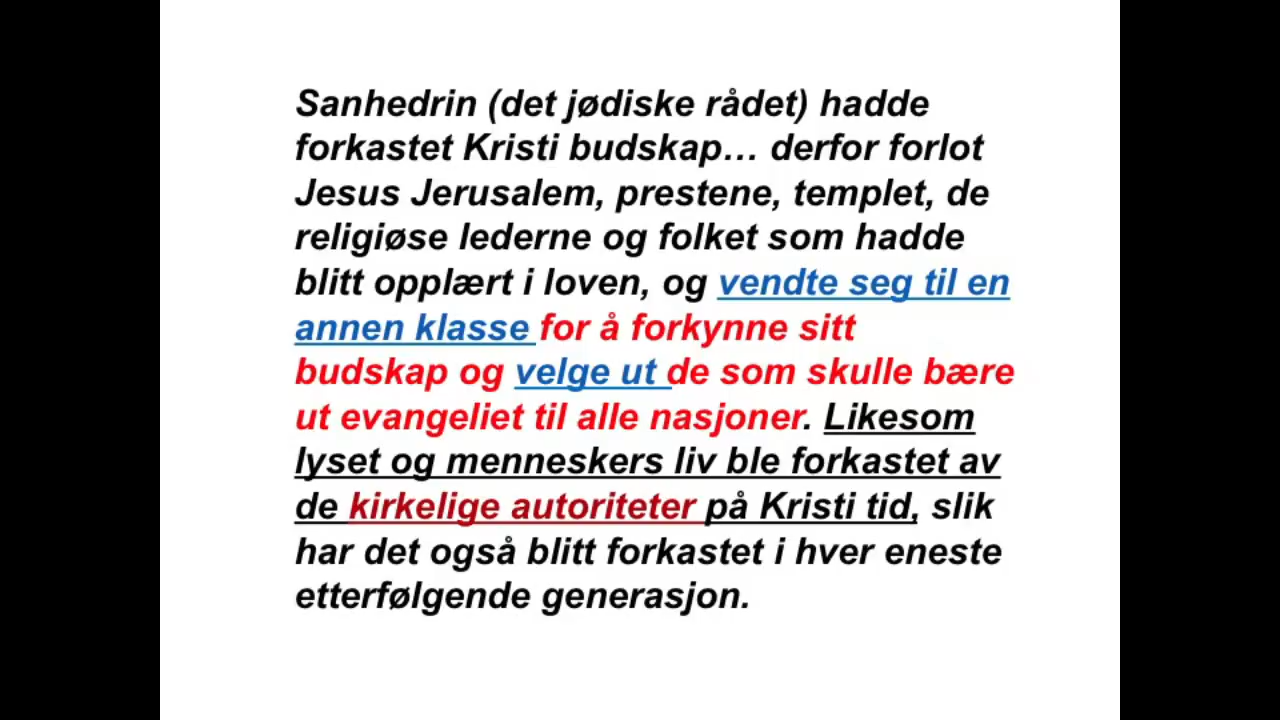 Sanhedrin (det jødiske rådet) hadde
forkastet Kristi budskap… derfor forlot
Jesus Jerusalem, prestene, templet, de
religiøse lederne og folket som hadde
blitt opplært i loven, og vendte seg til en
annen klasse for å forkynne sitt
budskap og velge ut de som skulle bære
ut evangeliet til alle nasjoner. Likesom
lyset og menneskers liv ble forkastet av
de kirkelige autoriteter på Kristi tid, slik
har det også blitt forkastet i hver eneste
etterfølgende generasjon.